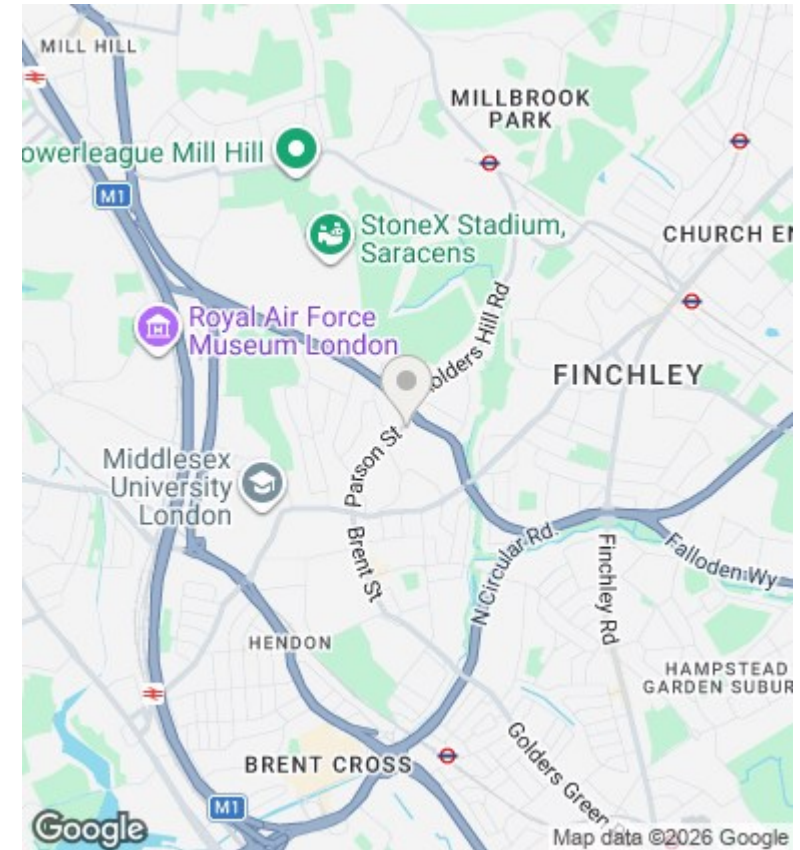 MILL HILL
MILLBROOK
PARK
owerleague Mill Hill
M1
StoneX Stadium,
Saracens
CHURCH EN
Royal Air Force
Museum London
olders Hill Rd
FINCHLEY
Parson St
Middlesex
University
London
Brent St
N Circular Rd.
Finchley Rd
Falloden Wy
HENDON
HAMPSTEAD
GARDEN SUBUR
Golders Green
BRENT CROSS
M1
Google
Map data ©2026 Google